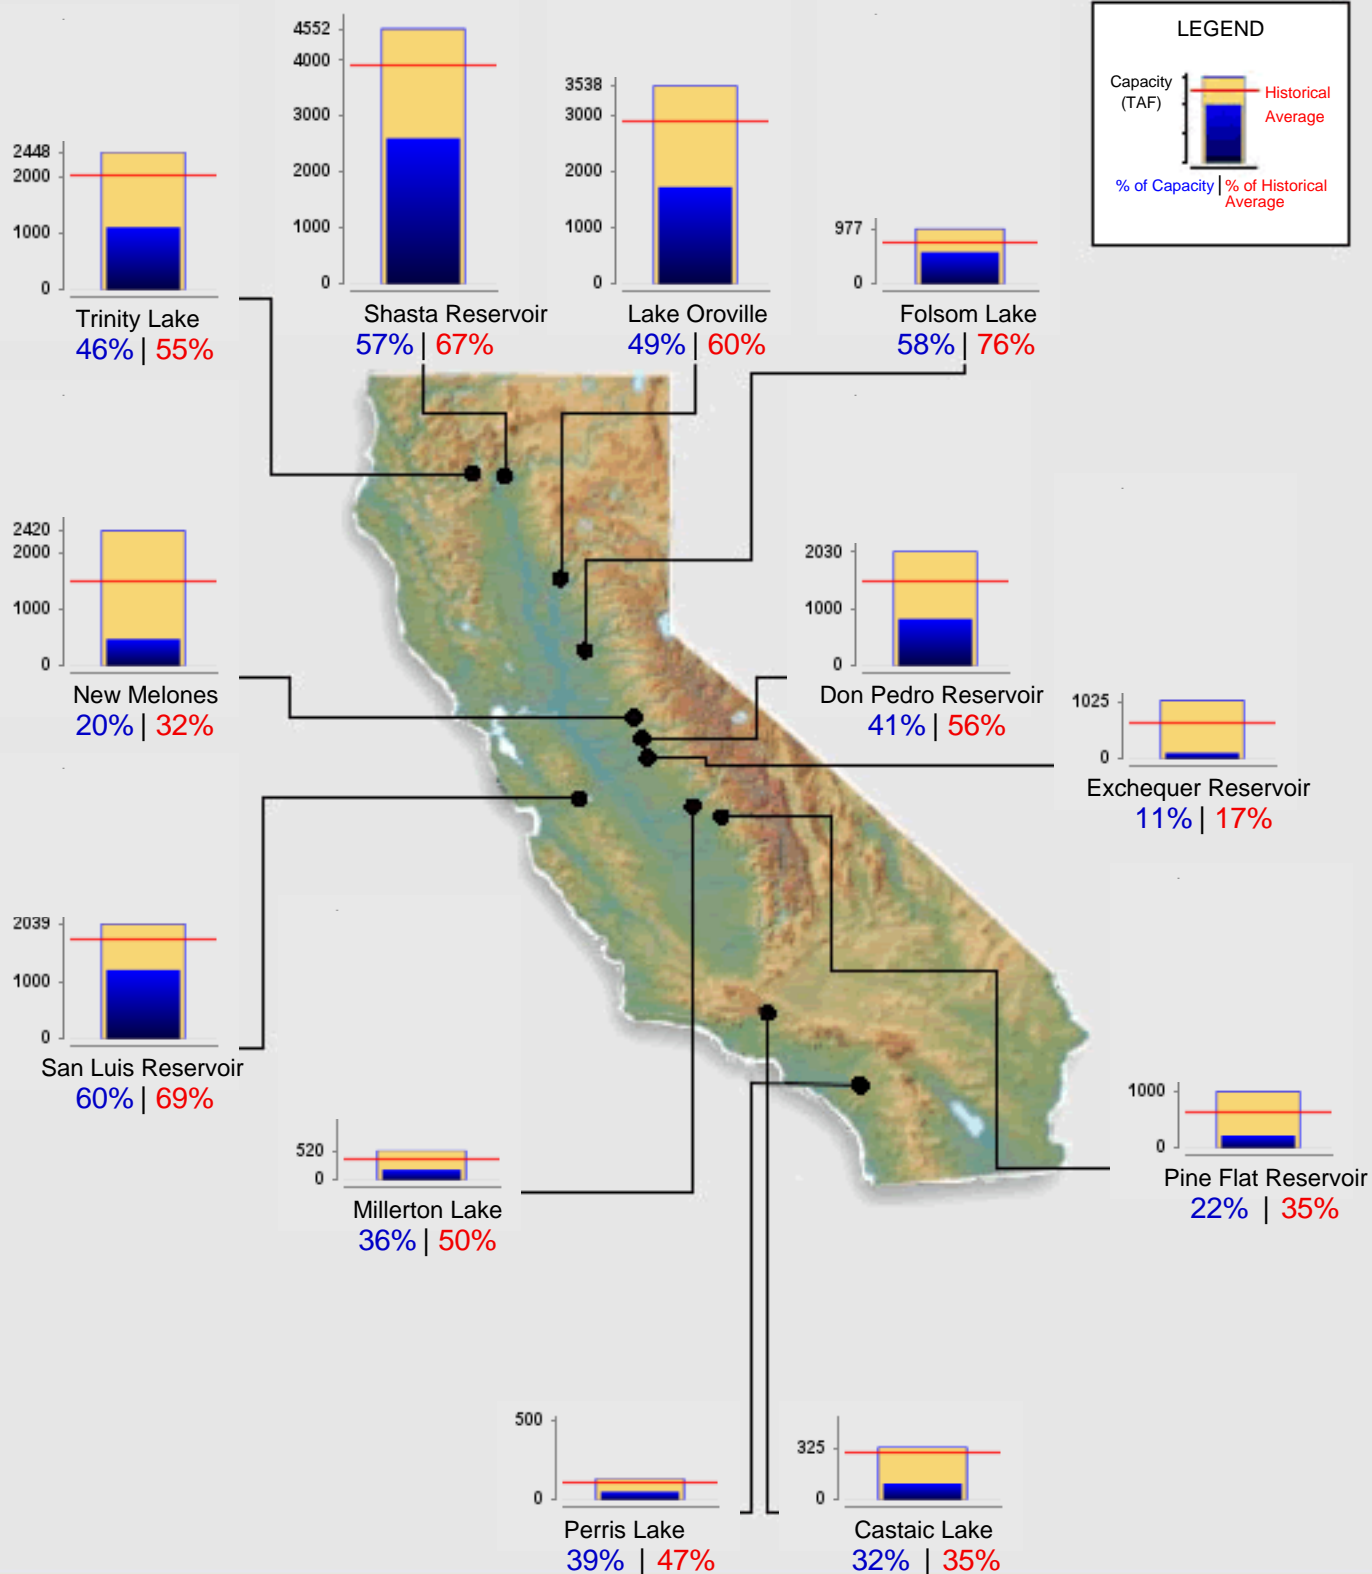 4552
4000
3000
2000
1000
0
Shasta Reservoir
57% | 67%
3538
3000
2000
1000
0
Lake Oroville
49% | 60%
977
0
Folsom Lake
58% | 76%
LEGEND
Capacity
(TAF)
Historical
Average
% of Capacity | % of Historical
Average
2448
2000
1000
0
Trinity Lake
46% | 55%
2420
2000
1000
0
New Melones
20% | 32%
2030
1000
0
Don Pedro Reservoir
41% | 56%
1025
0
Exchequer Reservoir
11% | 17%
2039
1000
0
San Luis Reservoir
60% | 69%
520
0
Millerton Lake
36% | 50%
1000
0
Pine Flat Reservoir
22% | 35%
500
0
Perris Lake
39% | 47%
325
0
Castaic Lake
32% | 35%